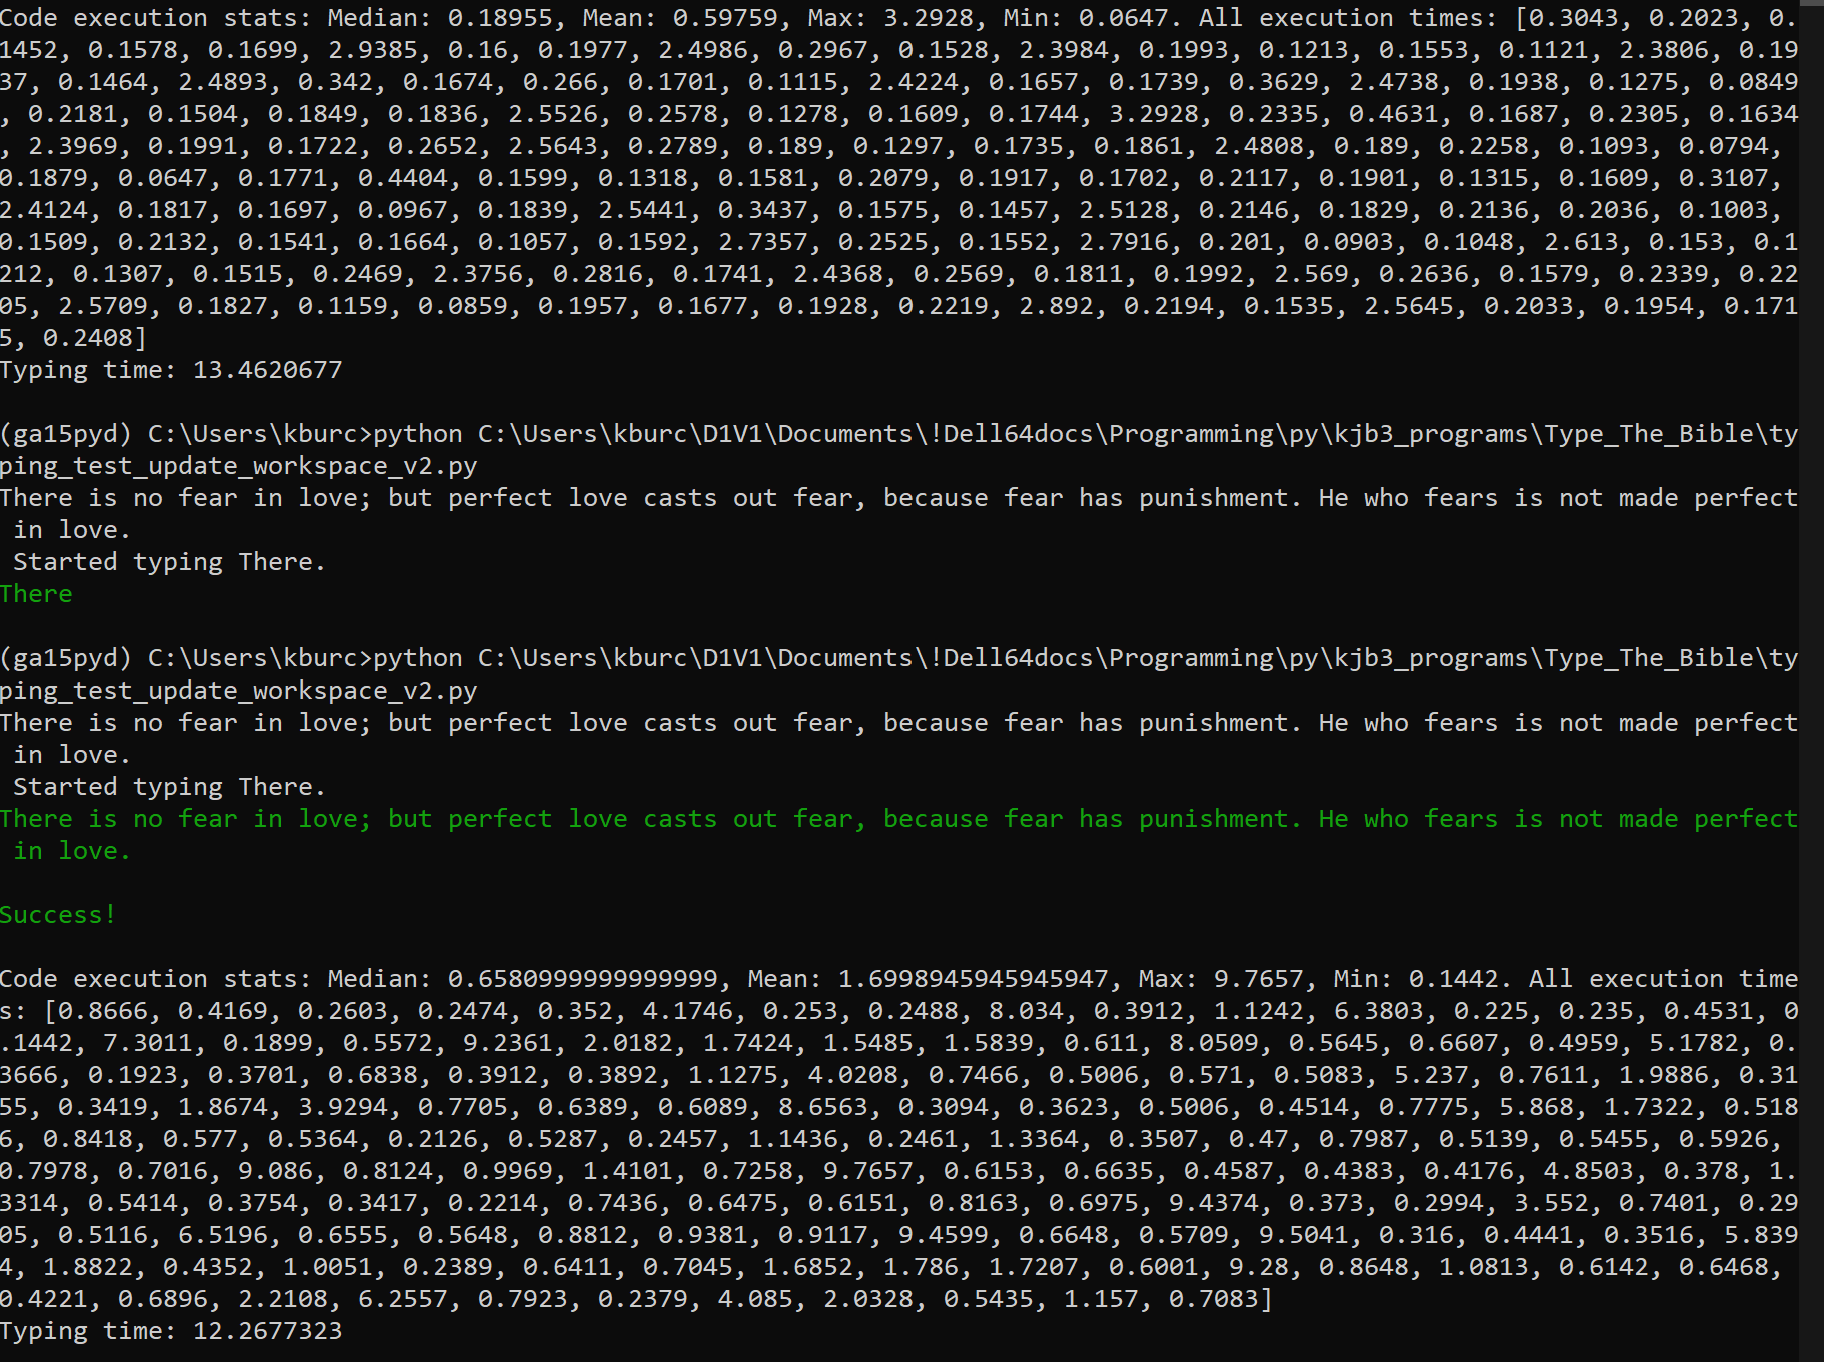 Code execution stats: Median: 0.18955, Mean: 0.59759, Max: 3.2928, Min: 0.0647. All execution times: [0.3043, 0.2023, 0.
1452, 0.1578, 0.1699, 2.9385, 0.16, 0.1977, 2.4986, 0.2967, 0.1528, 2.3984, 0.1993, 0.1213, 0.1553, 0.1121, 2.3806, 0.19
37, 0.1464, 2.4893, 0.342, 0.1674, 0.266, 0.1701, 0.1115, 2.4224, 0.1657, 0.1739, 0.3629, 2.4738, 0.1938, 0.1275, 0.0849
, 0.2181, 0.1504, 0.1849, 0.1836, 2.5526, 0.2578, 0.1278, 0.1609, 0.1744, 3.2928, 0.2335, 0.4631, 0.1687, 0.2305, 0.1634
, 2.3969, 0.1991, 0.1722, 0.2652, 2.5643, 0.2789, 0.189, 0.1297, 0.1735, 0.1861, 2.4808, 0.189, 0.2258, 0.1093, 0.0794,
0.1879, 0.0647, 0.1771, 0.4404, 0.1599, 0.1318, 0.1581, 0.2079, 0.1917, 0.1702, 0.2117, 0.1901, 0.1315, 0.1609, 0.3107,
2.4124, 0.1817, 0.1697, 0.0967, 0.1839, 2.5441, 0.3437, 0.1575, 0.1457, 2.5128, 0.2146, 0.1829, 0.2136, 0.2036, 0.1003,
0.1509, 0.2132, 0.1541, 0.1664, 0.1057, 0.1592, 2.7357, 0.2525, 0.1552, 2.7916, 0.201, 0.0903, 0.1048, 2.613, 0.153, 0.1
212, 0.1307, 0.1515, 0.2469, 2.3756, 0.2816, 0.1741, 2.4368, 0.2569, 0.1811, 0.1992, 2.569, 0.2636, 0.1579, 0.2339, 0.22
05, 2.5709, 0.1827, 0.1159, 0.0859, 0.1957, 0.1677, 0.1928, 0.2219, 2.892, 0.2194, 0.1535, 2.5645, 0.2033, 0.1954, 0.171
5, 0.2408]
Typing time: 13.4620677
(ga15pyd) C:\Users\kburc>python C:\Users\kburc\D1V1\Documents\!Dell64docs\Programming\py\kjb3_programs\Type_The_Bible\ty
ping_test_update_workspace_v2.py
There is no fear in love; but perfect love casts out fear, because fear has punishment. He who fears is not made perfect
 in love.
 Started typing There.
There
(ga15pyd) C:\Users\kburc>python C:\Users\kburc\D1V1\Documents\!Dell64docs\Programming\py\kjb3_programs\Type_The_Bible\ty
ping_test_update_workspace_v2.py
There is no fear in love; but perfect love casts out fear, because fear has punishment. He who fears is not made perfect
 in love.
 Started typing There.
There is no fear in love; but perfect love casts out fear, because fear has punishment. He who fears is not made perfect
 in love.
Success!
Code execution stats: Median: 0.6580999999999999, Mean: 1.6998945945945947, Max: 9.7657, Min: 0.1442. All execution time
s: [0.8666, 0.4169, 0.2603, 0.2474, 0.352, 4.1746, 0.253, 0.2488, 8.034, 0.3912, 1.1242, 6.3803, 0.225, 0.235, 0.4531, 0
.1442, 7.3011, 0.1899, 0.5572, 9.2361, 2.0182, 1.7424, 1.5485, 1.5839, 0.611, 8.0509, 0.5645, 0.6607, 0.4959, 5.1782, 0.
3666, 0.1923, 0.3701, 0.6838, 0.3912, 0.3892, 1.1275, 4.0208, 0.7466, 0.5006, 0.571, 0.5083, 5.237, 0.7611, 1.9886, 0.31
55, 0.3419, 1.8674, 3.9294, 0.7705, 0.6389, 0.6089, 8.6563, 0.3094, 0.3623, 0.5006, 0.4514, 0.7775, 5.868, 1.7322, 0.518
6, 0.8418, 0.577, 0.5364, 0.2126, 0.5287, 0.2457, 1.1436, 0.2461, 1.3364, 0.3507, 0.47, 0.7987, 0.5139, 0.5455, 0.5926,
0.7978, 0.7016, 9.086, 0.8124, 0.9969, 1.4101, 0.7258, 9.7657, 0.6153, 0.6635, 0.4587, 0.4383, 0.4176, 4.8503, 0.378, 1.
3314, 0.5414, 0.3754, 0.3417, 0.2214, 0.7436, 0.6475, 0.6151, 0.8163, 0.6975, 9.4374, 0.373, 0.2994, 3.552, 0.7401, 0.29
05, 0.5116, 6.5196, 0.6555, 0.5648, 0.8812, 0.9381, 0.9117, 9.4599, 0.6648, 0.5709, 9.5041, 0.316, 0.4441, 0.3516, 5.839
4, 1.8822, 0.4352, 1.0051, 0.2389, 0.6411, 0.7045, 1.6852, 1.786, 1.7207, 0.6001, 9.28, 0.8648, 1.0813, 0.6142, 0.6468,
0.4221, 0.6896, 2.2108, 6.2557, 0.7923, 0.2379, 4.085, 2.0328, 0.5435, 1.157, 0.7083]
Typing time: 12.2677323